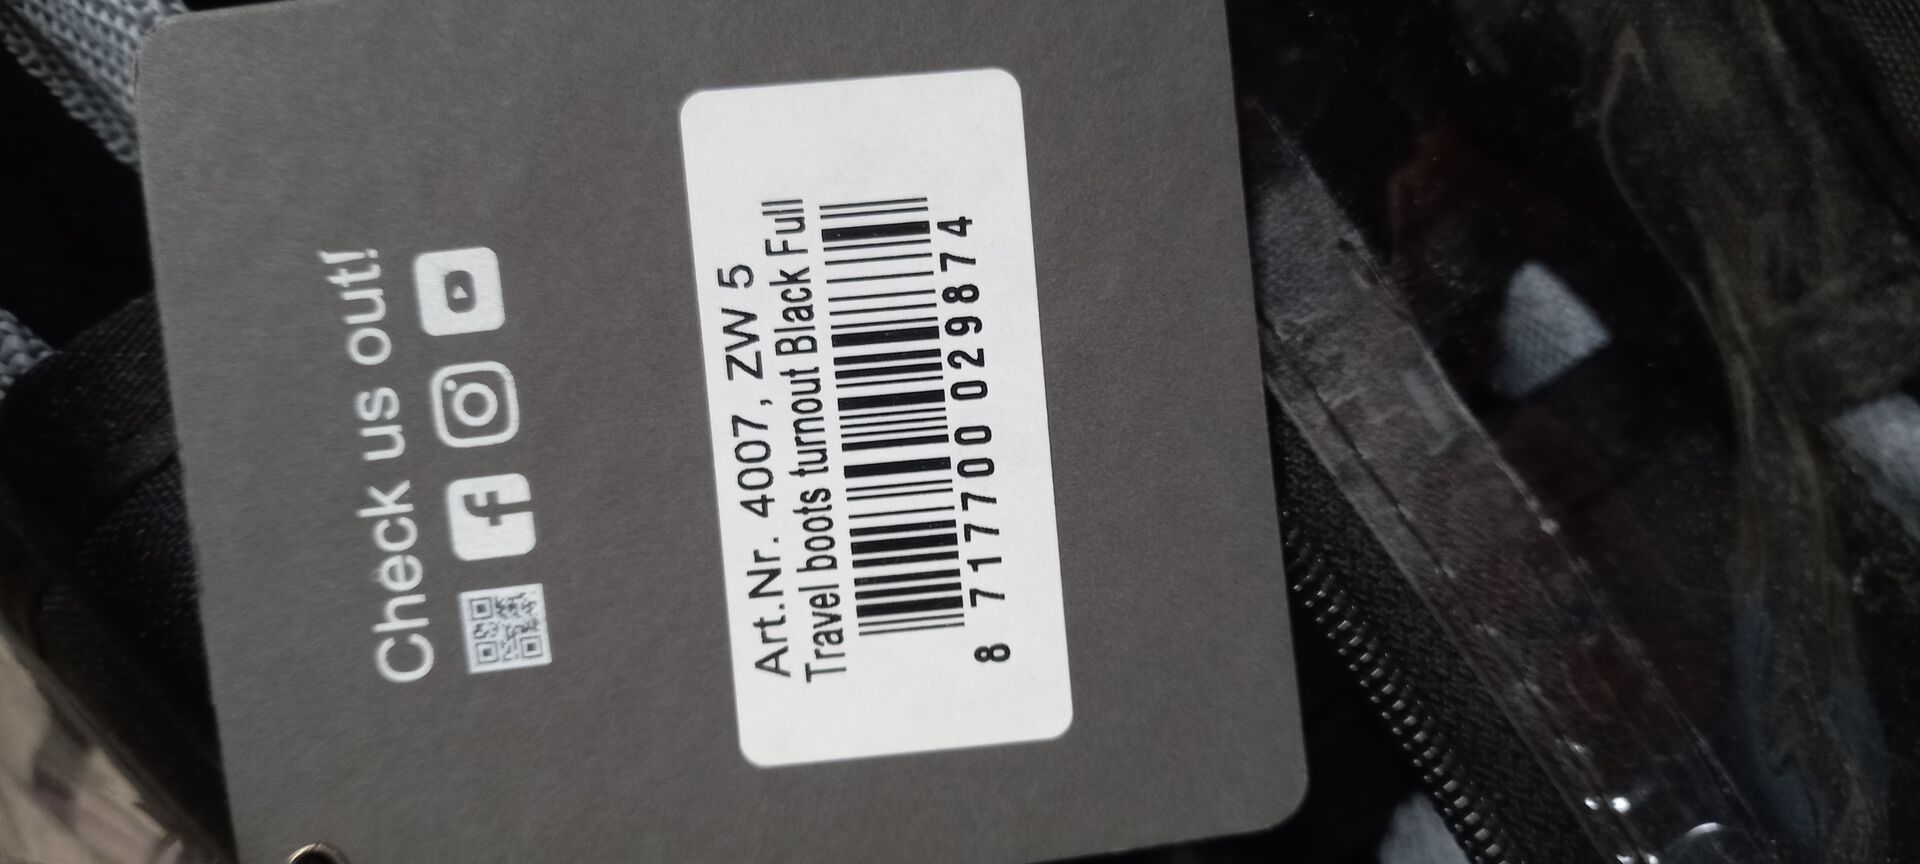 Check us out!
Art.Nr. 4007, ZW 5
Travel boots turnout Black Full
8 717700 029874